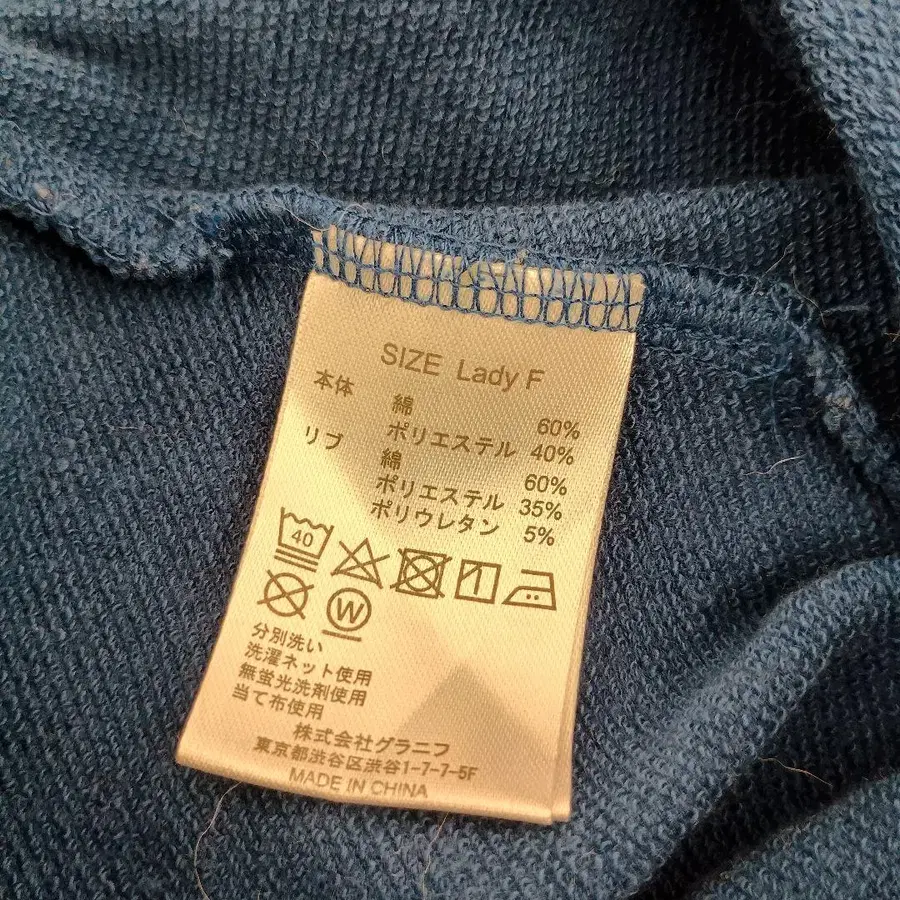 SIZE Lady F
本体 綿 60%
ポリエステル 40%
リブ 綿 60%
ポリエステル 35%
ポリウレタン 5%
40
W
分別洗い
洗濯ネット使用
無蛍光洗剤使用
当て布使用
株式会社グラニフ
東京都渋谷区渋谷1-7-7-5F
MADE IN CHINA